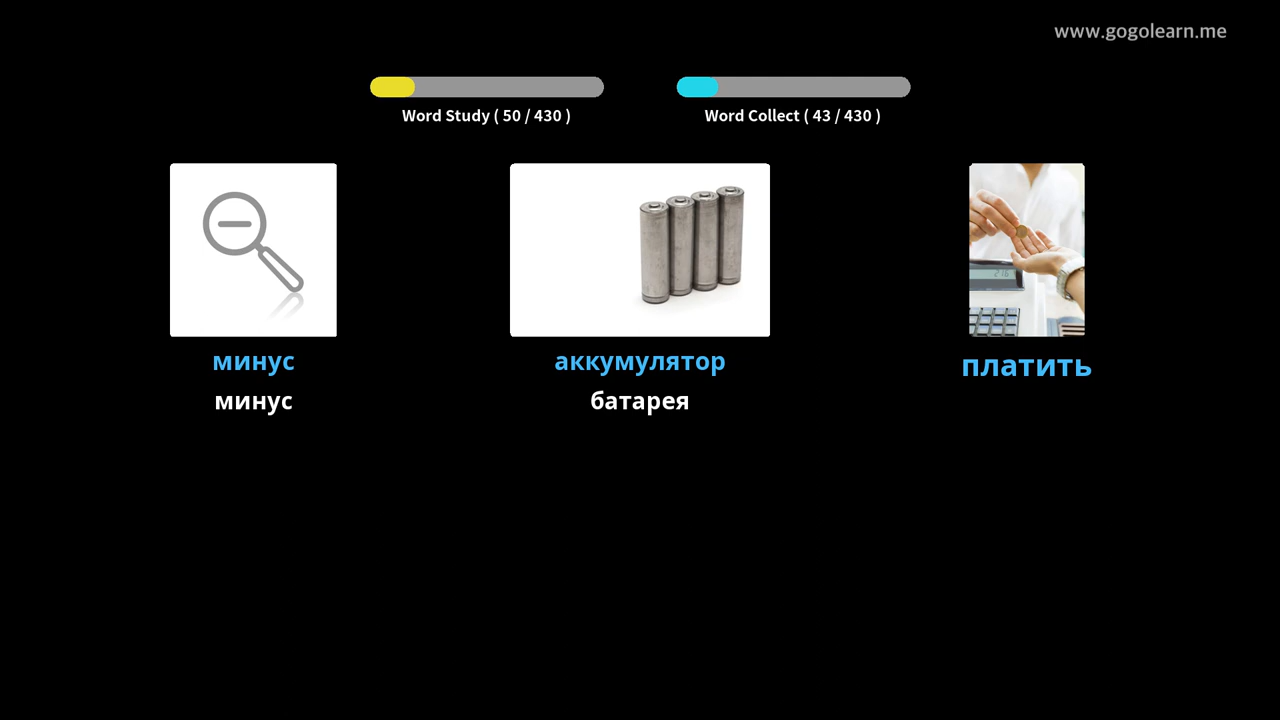 www.gogolearn.me
Word Study ( 50 / 430 )
Word Collect ( 43 / 430 )
минус
минус
аккумулятор
батарея
платить